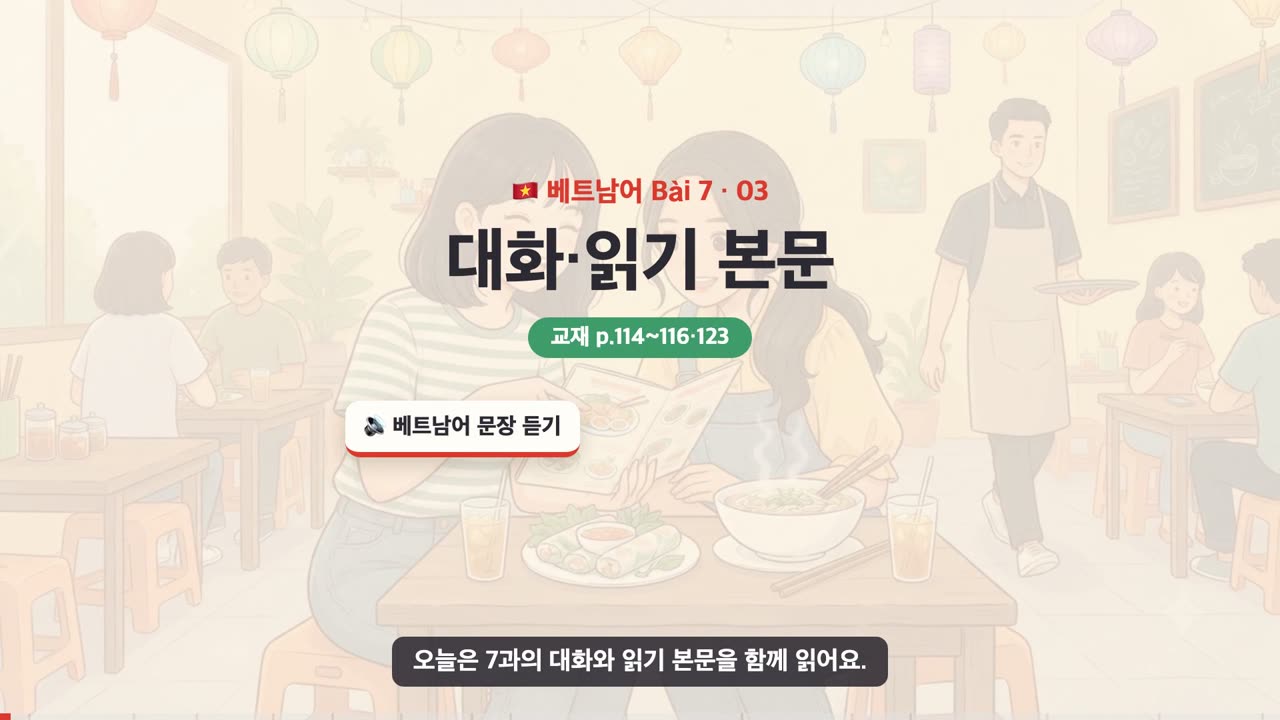 🇻🇳 베트남어 Bài 7 · 03
대화·읽기 본문
교재 p.114~116·123
🔊 베트남어 문장 듣기
오늘은 7과의 대화와 읽기 본문을 함께 읽어요.